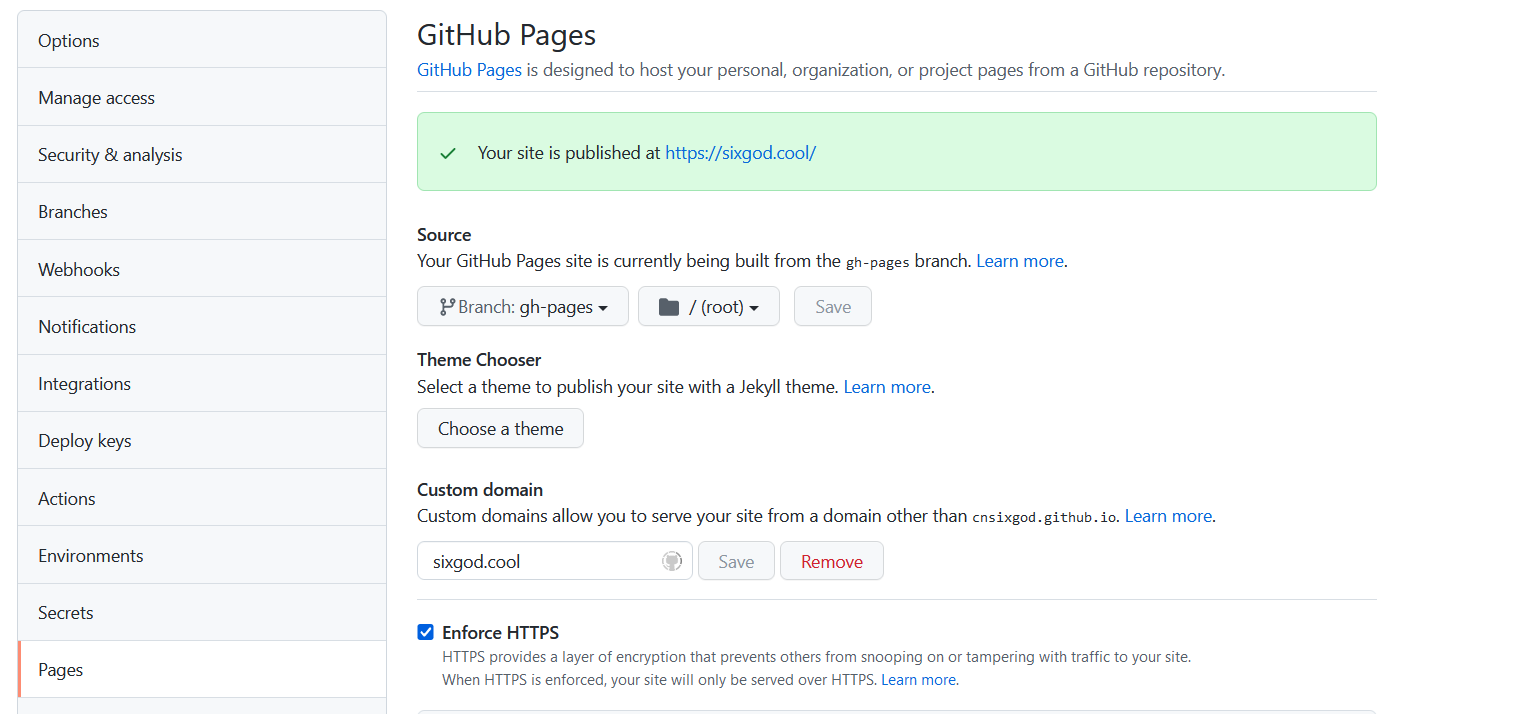 Options
Manage access
Security & analysis
Branches
Webhooks
Notifications
Integrations
Deploy keys
Actions
Environments
Secrets
Pages
GitHub Pages
GitHub Pages is designed to host your personal, organization, or project pages from a GitHub repository.
Your site is published at https://sixgod.cool/
Source
Your GitHub Pages site is currently being built from the gh-pages branch. Learn more.
Branch: gh-pages / (root) Save
Theme Chooser
Select a theme to publish your site with a Jekyll theme. Learn more.
Choose a theme
Custom domain
Custom domains allow you to serve your site from a domain other than cnsixgod.github.io. Learn more.
sixgod.cool Save Remove
Enforce HTTPS
HTTPS provides a layer of encryption that prevents others from snooping on or tampering with traffic to your site.
When HTTPS is enforced, your site will only be served over HTTPS. Learn more.